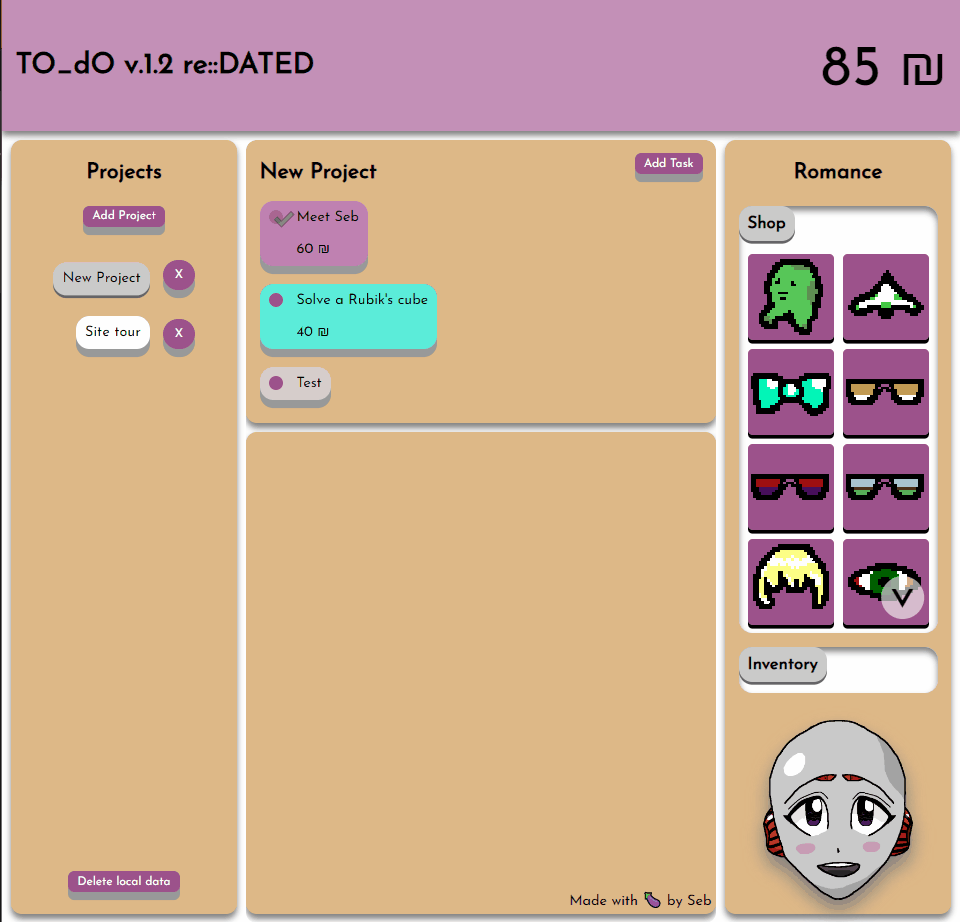 TO_dO v.1.2 re::DATED
85 ₪
Projects
Add Project
New Project
X
Site tour
X
Delete local data
New Project
Add Task
Meet Seb
60 ₪
Solve a Rubik's cube
40 ₪
Test
Made with 🍆 by Seb
Romance
Shop
V
Inventory